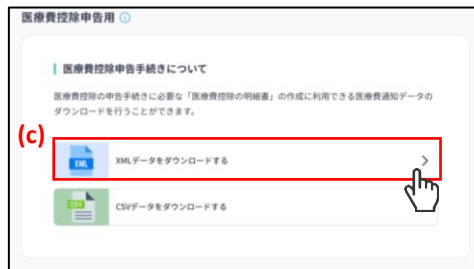 医療費控除申告用
医療費控除申告手続きについて
医療費控除の申告手続きに必要な「医療費控除の明細書」の作成に利用できる医療費通知データの
ダウンロードを行うことができます。
(c)
XML
XMLデータをダウンロードする
CSV
CSVデータをダウンロードする